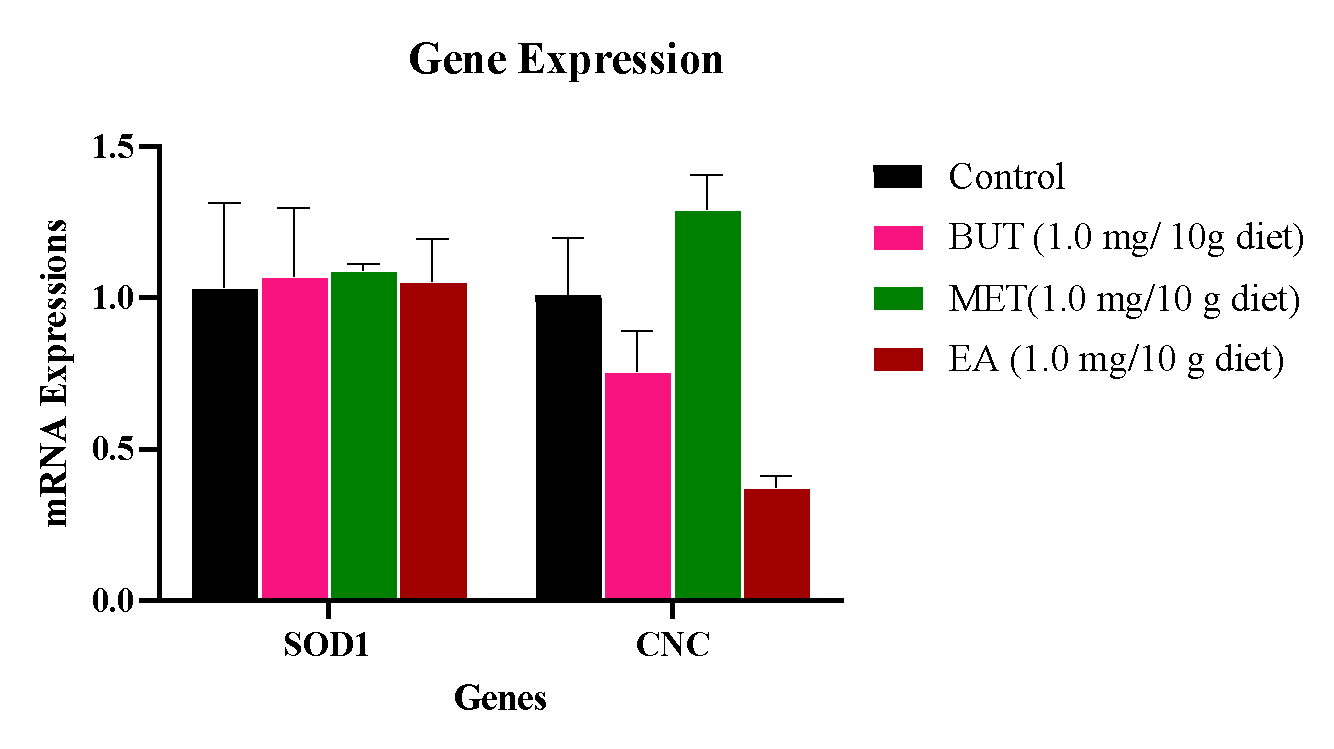 Gene Expression
1.5
1.0
0.5
0.0
mRNA Expressions
SOD1
CNC
Genes
Control
BUT (1.0 mg/ 10g diet)
MET(1.0 mg/10 g diet)
EA (1.0 mg/10 g diet)